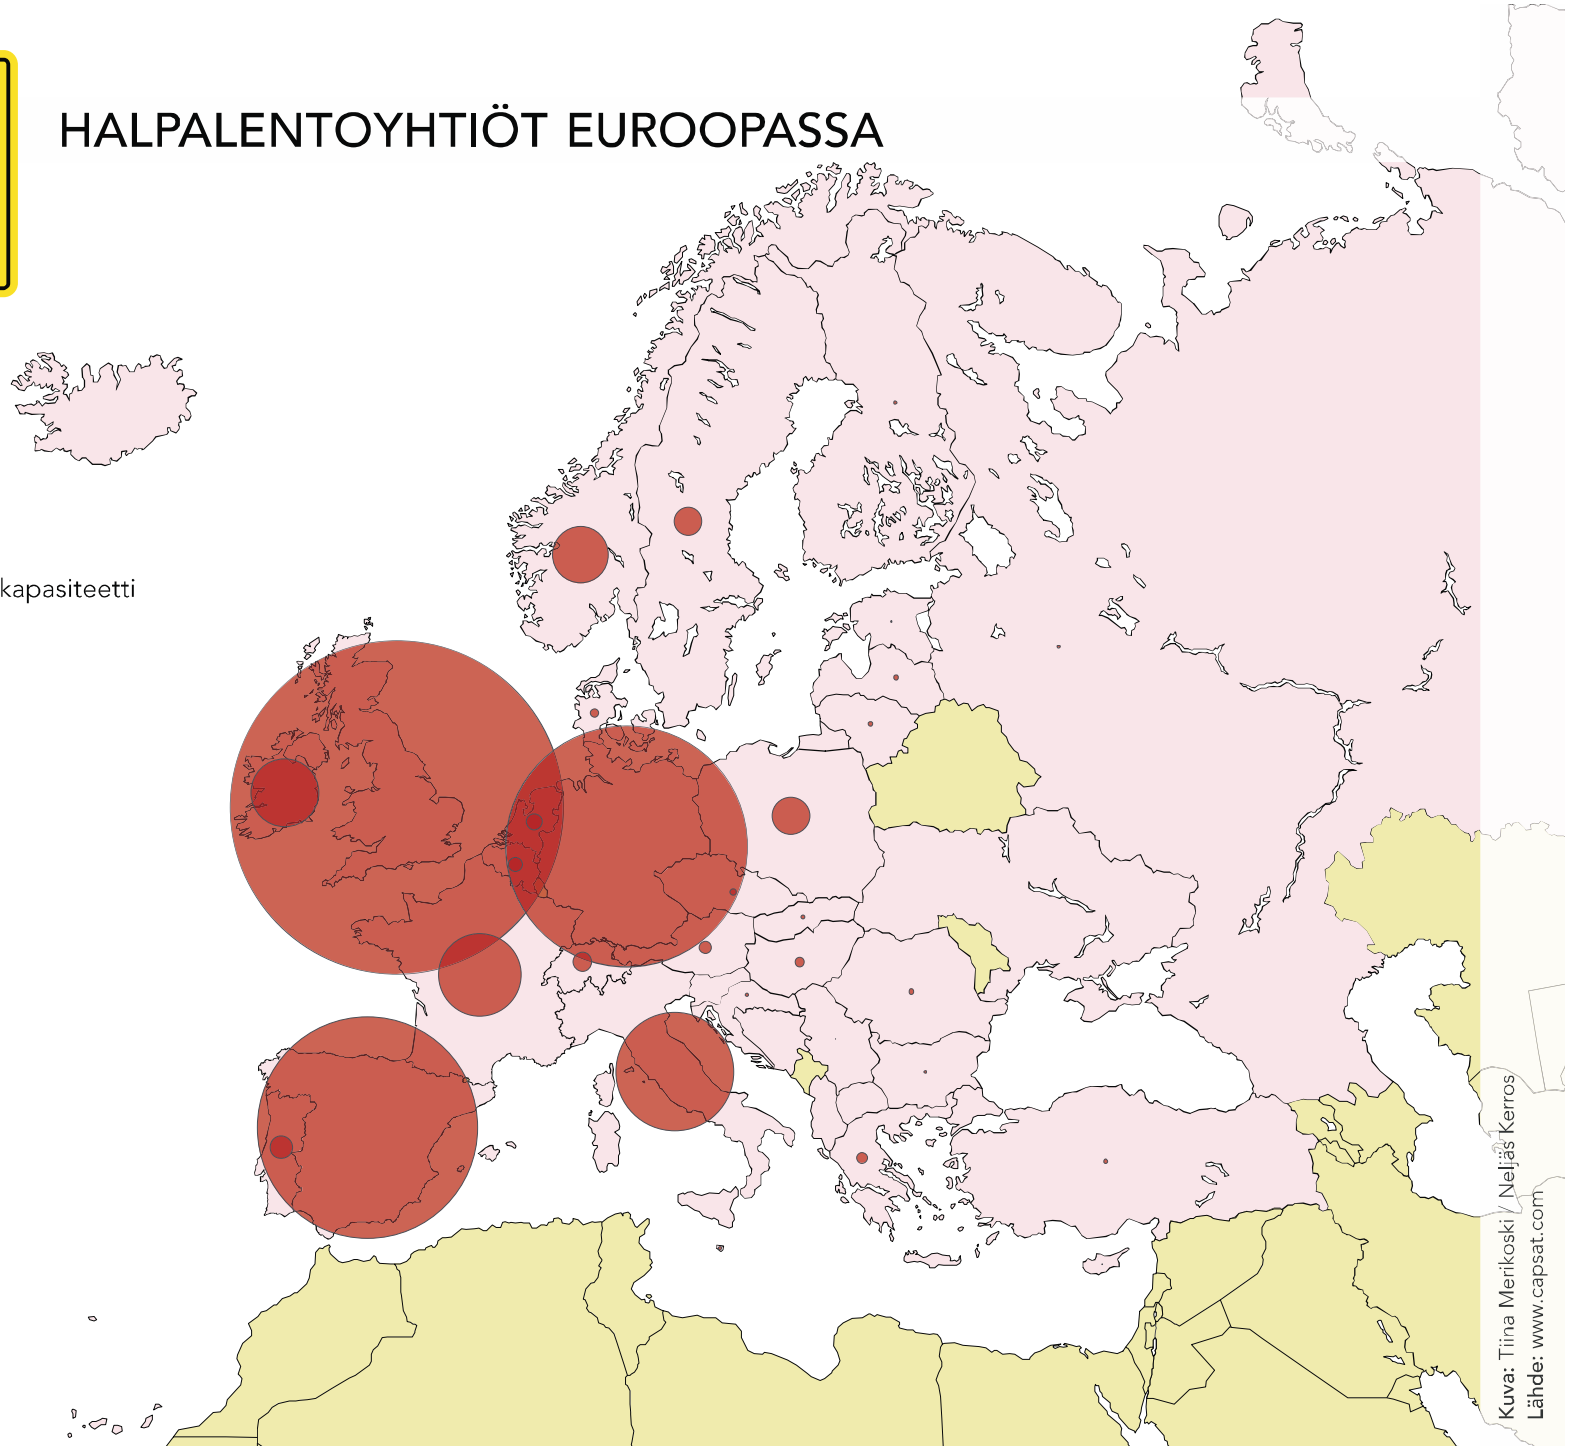 HALPALENTOYHTIÖT EUROOPASSA
kapasiteetti
Kuva: Tiina Merikoski / Neljäs Kerros
Lähde: www.capsat.com